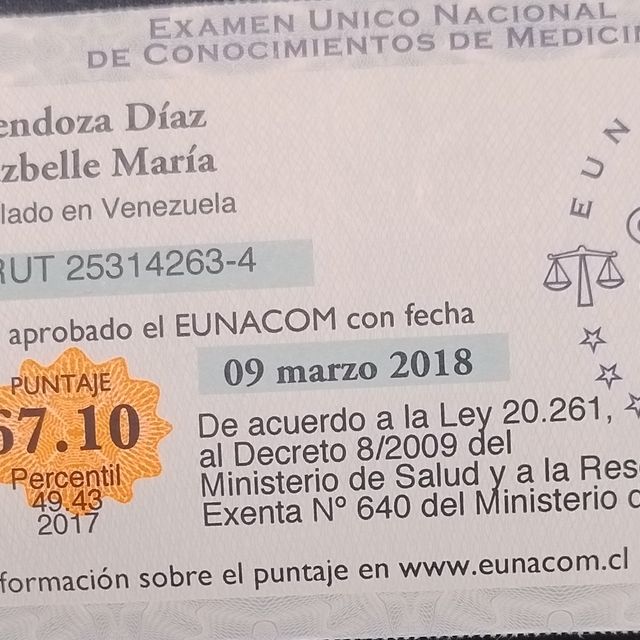 EXAMEN UNICO NACIONAL
DE CONOCIMIENTOS DE MEDICIN
endoza Díaz
zbelle María
lado en Venezuela
RUT 25314263-4
aprobado el EUNACOM con fecha
09 marzo 2018
PUNTAJE
67.10
Percentil
49.43
2017
De acuerdo a la Ley 20.261,
al Decreto 8/2009 del
Ministerio de Salud y a la Res
Exenta Nº 640 del Ministerio d
formación sobre el puntaje en www.eunacom.cl
EUN